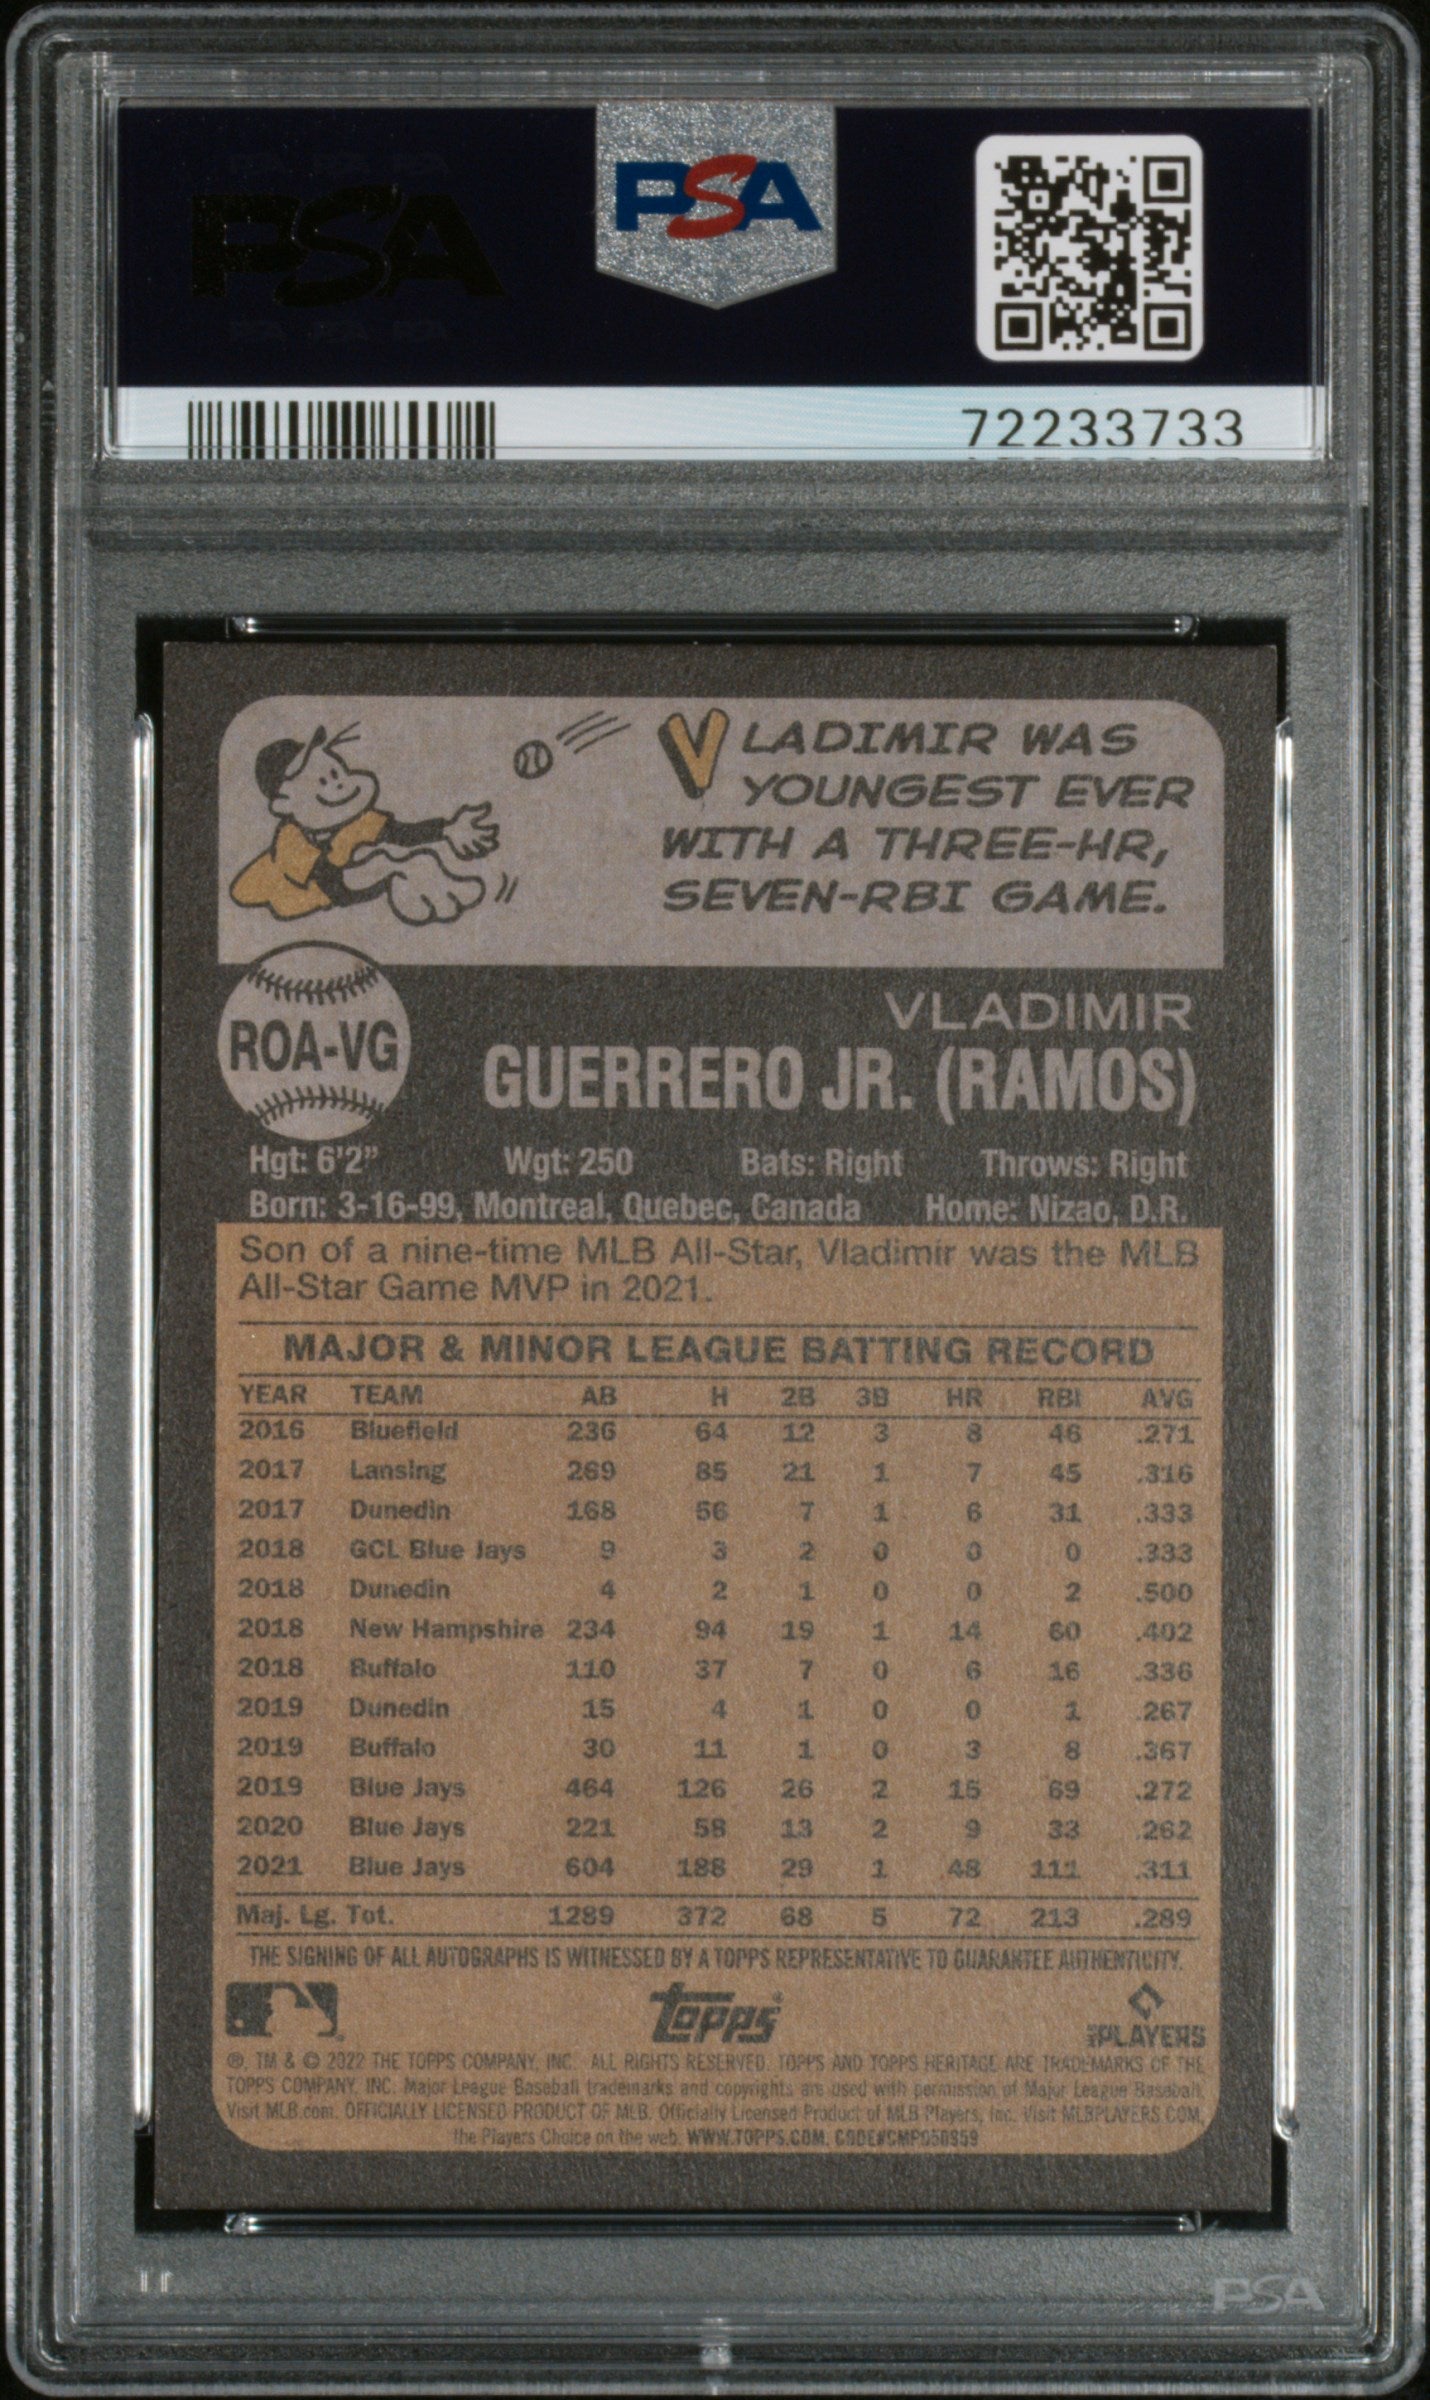 PSA
PSA
72233733
VLADIMIR WAS
YOUNGEST EVER
WITH A THREE-HR,
SEVEN-RBI GAME.
ROA-VG
VLADIMIR
GUERRERO JR. (RAMOS)
Hgt: 6'2" Wgt: 250 Bats: Right Throws: Right
Born: 3-16-99, Montreal, Quebec, Canada Home: Nizao, D.R.
Son of a nine-time MLB All-Star, Vladimir was the MLB
All-Star Game MVP in 2021.
MAJOR & MINOR LEAGUE BATTING RECORD
YEAR TEAM AB H 2B 3B HR RBI AVG
2016 Bluefield 236 64 12 3 8 46 .271
2017 Lansing 269 85 21 1 7 45 .316
2017 Dunedin 168 56 7 1 6 31 .333
2018 GCL Blue Jays 9 3 2 0 0 0 .333
2018 Dunedin 4 2 1 0 0 2 .500
2018 New Hampshire 234 94 19 1 14 60 .402
2018 Buffalo 110 37 7 0 6 16 .336
2019 Dunedin 15 4 1 0 0 1 .267
2019 Buffalo 30 11 1 0 3 8 .367
2019 Blue Jays 464 126 26 2 15 69 .272
2020 Blue Jays 221 58 13 2 9 33 .262
2021 Blue Jays 604 188 29 1 48 111 .311
Maj. Lg. Tot. 1289 372 68 5 72 213 .289
THE SIGNING OF ALL AUTOGRAPHS IS WITNESSED BY A TOPPS REPRESENTATIVE TO GUARANTEE AUTHENTICITY.
Topps
PLAYERS
®, TM & © 2022 THE TOPPS COMPANY, INC. ALL RIGHTS RESERVED. TOPPS AND TOPPS HERITAGE ARE TRADEMARKS OF THE
TOPPS COMPANY, INC. Major League Baseball trademarks and copyrights are used with permission of Major League Baseball.
Visit MLB.com. OFFICIALLY LICENSED PRODUCT OF MLB. Officially Licensed Product of MLB Players, Inc. Visit MLBPLAYERS.COM,
the Players Choice on the web. WWW.TOPPS.COM. CODE#CMP050859
PSA